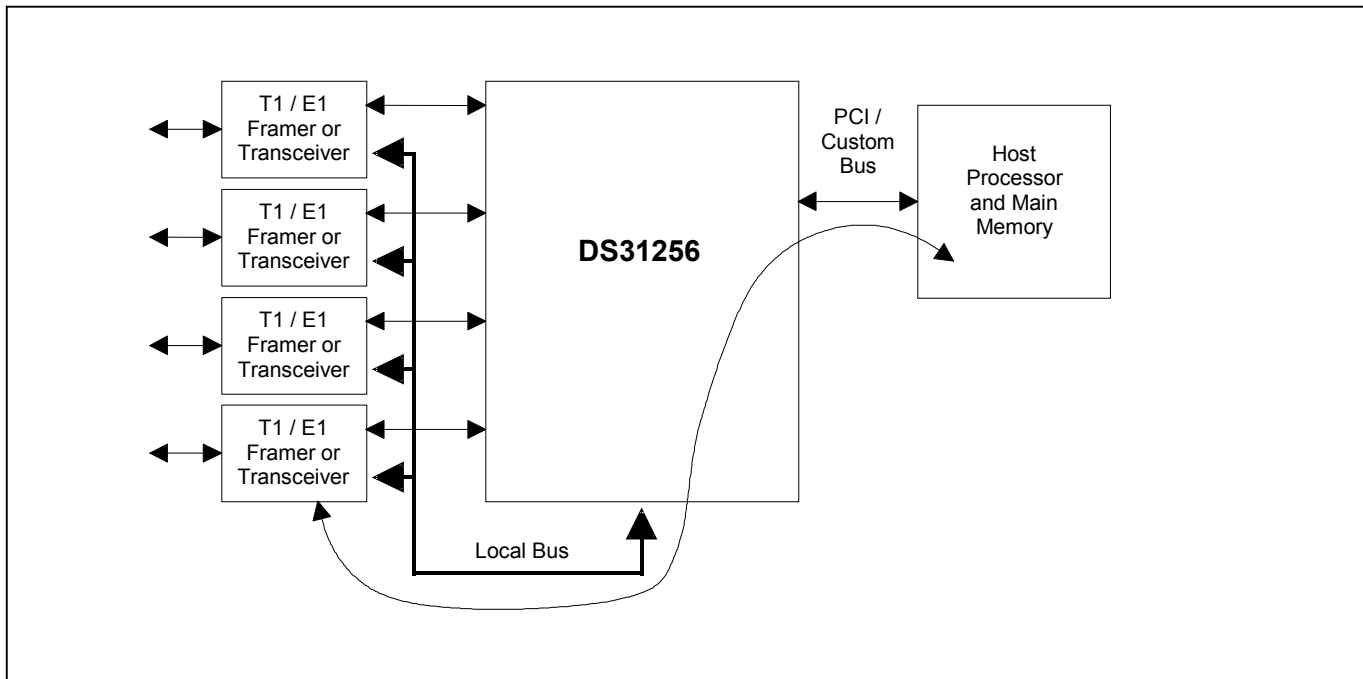 T1 / E1
Framer or
Transceiver
T1 / E1
Framer or
Transceiver
T1 / E1
Framer or
Transceiver
T1 / E1
Framer or
Transceiver
DS31256
PCI /
Custom
Bus
Host
Processor
and Main
Memory
Local Bus